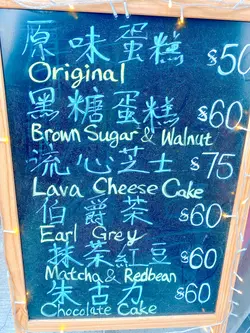 原味蛋糕 $50
Original
黑糖蛋糕 $60
Brown Sugar & Walnut
流心芝士 $75
Lava Cheese Cake
伯爵茶 $60
Earl Grey
抹茶紅豆 $60
Matcha & Redbean
朱古力 $60
Chocolate Cake